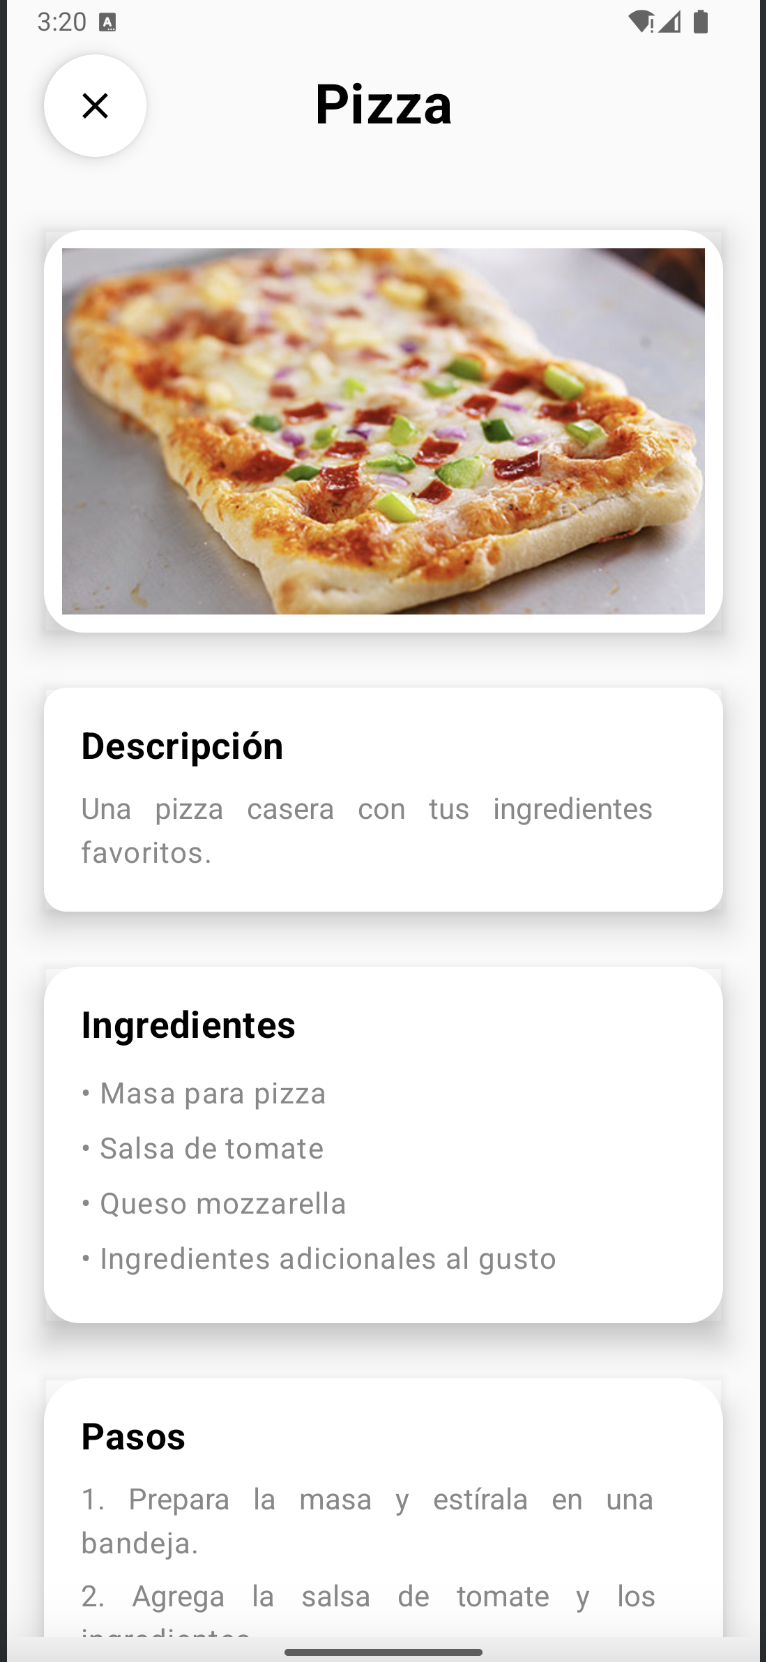 3:20
Pizza
Descripción
Una pizza casera con tus ingredientes
favoritos.
Ingredientes
• Masa para pizza
• Salsa de tomate
• Queso mozzarella
• Ingredientes adicionales al gusto
Pasos
1. Prepara la masa y estírala en una
bandeja.
2. Agrega la salsa de tomate y los